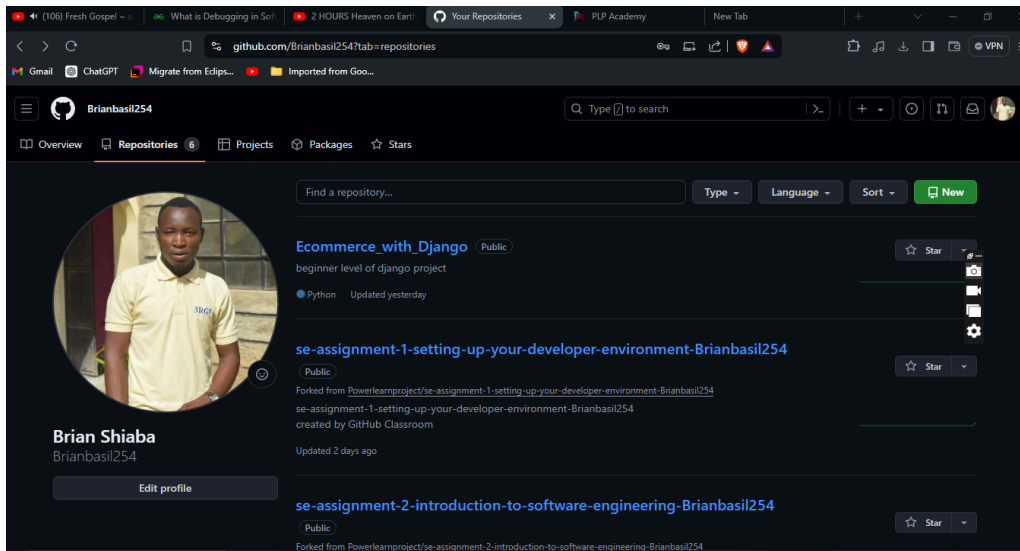 (106) Fresh Gospel – u
What is Debugging in Soft
2 HOURS Heaven on Earth
Your Repositories
PLP Academy
New Tab
github.com/Brianbasil254?tab=repositories
VPN
Gmail
ChatGPT
Migrate from Eclips...
Imported from Goo...
Brianbasil254
Type / to search
Overview
Repositories 6
Projects
Packages
Stars
Find a repository...
Type
Language
Sort
New
Ecommerce_with_Django Public
Star
beginner level of django project
Python Updated yesterday
3RGF
se-assignment-1-setting-up-your-developer-environment-Brianbasil254
Public
Star
Forked from Powerlearnproject/se-assignment-1-setting-up-your-developer-environment-Brianbasil254
se-assignment-1-setting-up-your-developer-environment-Brianbasil254
created by GitHub Classroom
Updated 2 days ago
Brian Shiaba
Brianbasil254
Edit profile
se-assignment-2-introduction-to-software-engineering-Brianbasil254
Public
Star
Forked from Powerlearnproject/se-assignment-2-introduction-to-software-engineering-Brianbasil254